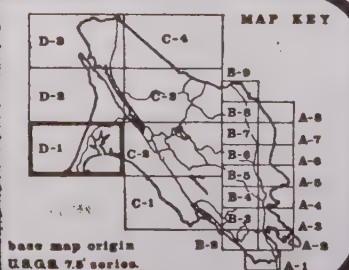 MAP KEY
D-3
C-4
B-9
D-2
C-3
B-8
A-8
B-7
A-7
D-1
C-2
B-6
A-6
B-5
A-5
C-1
B-4
A-4
B-3
A-3
B-2
A-2
A-1
base map origin
U.S.G.S. 7.5' series.